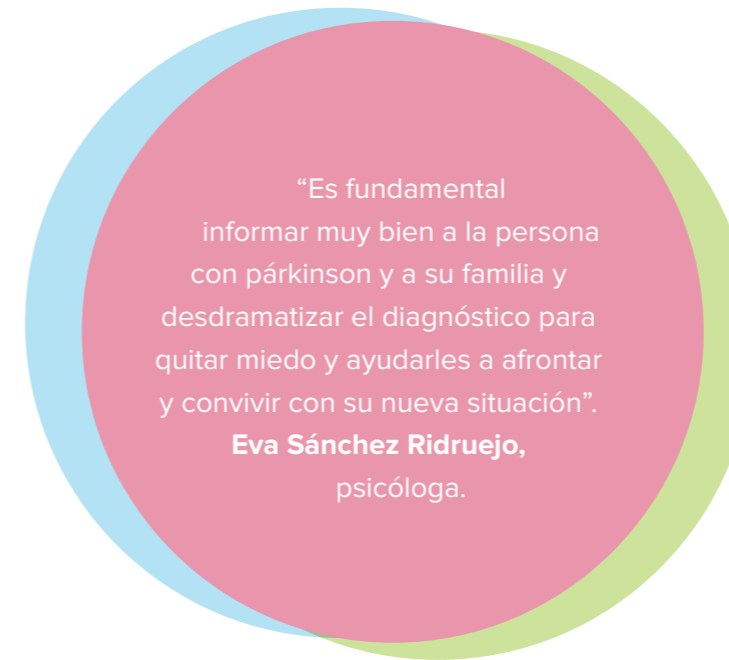 “Es fundamental
informar muy bien a la persona
con párkinson y a su familia y
desdramatizar el diagnóstico para
quitar miedo y ayudarles a afrontar
y convivir con su nueva situación”.
Eva Sánchez Ridruejo,
psicóloga.